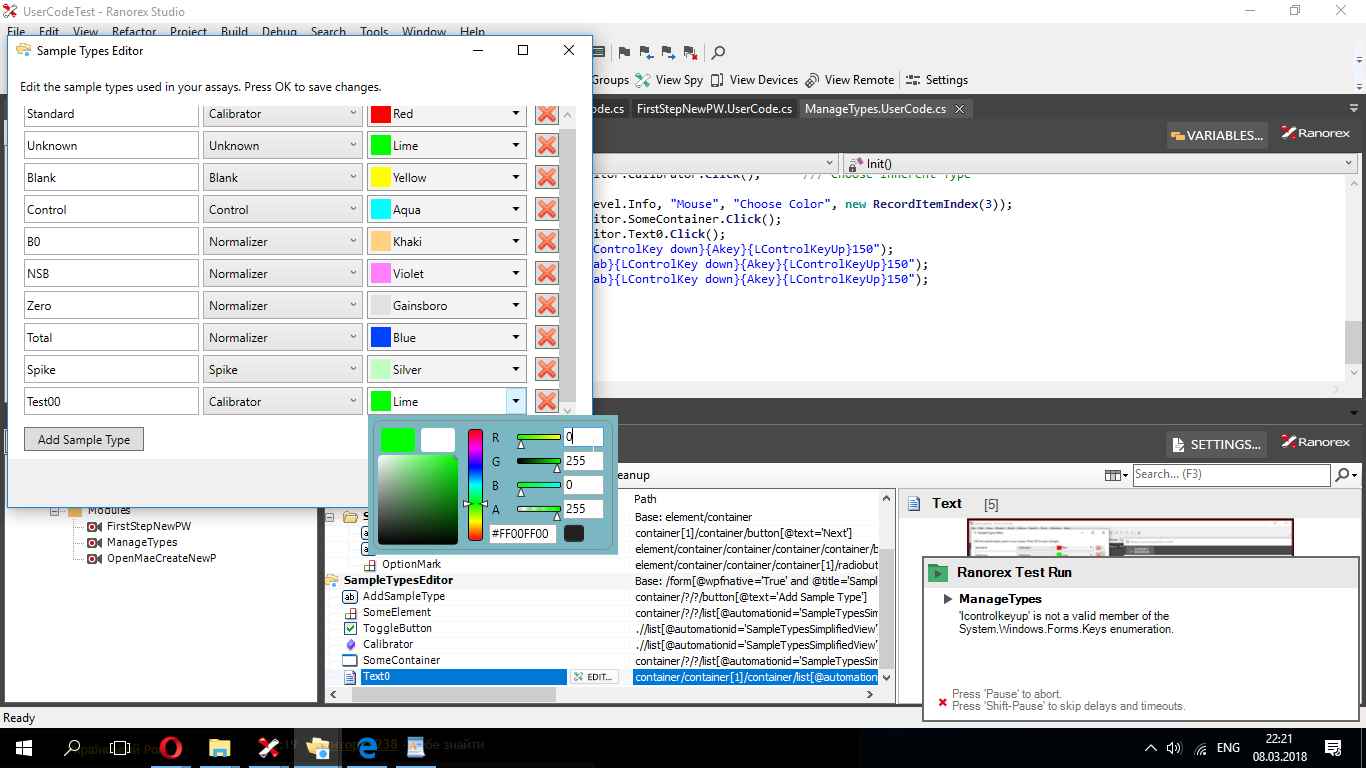 UserCodeTest - Ranorex Studio
File Edit View Refactor Project Build Debug Search Tools Window Help
Sample Types Editor
Groups View Spy View Devices View Remote Settings
Edit the sample types used in your assays. Press OK to save changes.
de.cs FirstStepNewPW.UserCode.cs ManageTypes.UserCode.cs
VARIABLES... Ranorex
Init()
Standard Calibrator Red
Unknown Unknown Lime
Blank Blank Yellow
Control Control Aqua
B0 Normalizer Khaki
NSB Normalizer Violet
Zero Normalizer Gainsboro
Total Normalizer Blue
Spike Spike Silver
Test00 Calibrator Lime
Add Sample Type
itor.Calibrator.Click(); /// Choose Inherent Type
evel.Info, "Mouse", "Choose Color", new RecordItemIndex(3));
itor.SomeContainer.Click();
itor.Text0.Click();
ControlKey down}{Akey}{LControlKeyUp}150");
ab}{LControlKey down}{Akey}{LControlKeyUp}150");
ab}{LControlKey down}{Akey}{LControlKeyUp}150");
R 0
G 255
B 0
A 255
#FF00FF00
SETTINGS... Ranorex
eanup
Search... (F3)
Modules
FirstStepNewPW
ManageTypes
OpenMaeCreateNewP
Path
Base: element/container
container[1]/container/button[@text='Next']
element/container/container/container/container/b
OptionMark element/container/container/container[1]/radiobut
SampleTypesEditor Base: /form[@wpfnative='True' and @title='Sampl
AddSampleType container/?/?/button[@text='Add Sample Type']
SomeElement container/?/?/list[@automationid='SampleTypesSim
ToggleButton .//list[@automationid='SampleTypesSimplifiedView'
Calibrator .//list[@automationid='SampleTypesSimplifiedView'
SomeContainer container/?/?/list[@automationid='SampleTypesSim
Text0 EDIT... container/container[1]/container/list[@automation
Text [5]
Ranorex Test Run
ManageTypes
'lcontrolkeyup' is not a valid member of the
System.Windows.Forms.Keys enumeration.
Press 'Pause' to abort.
Press 'Shift-Pause' to skip delays and timeouts.
Ready
ENG
22:21
08.03.2018